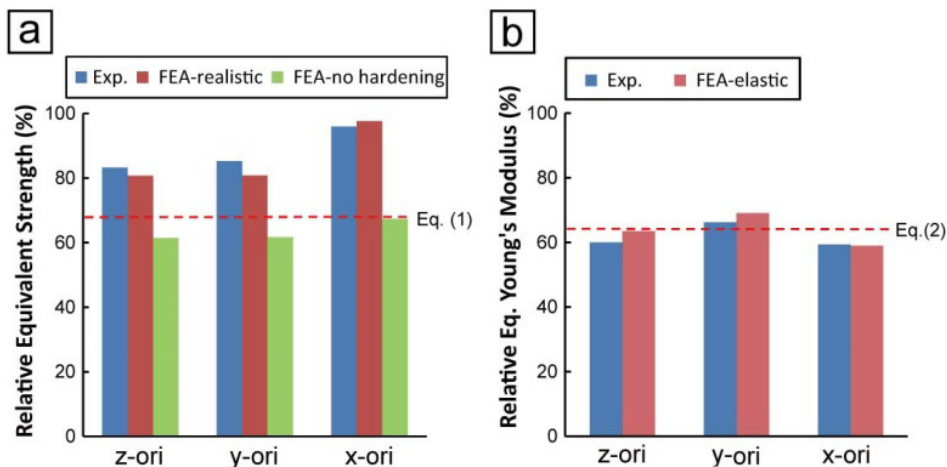 a
Exp. FEA-realistic FEA-no hardening
Relative Equivalent Strength (%)
100
80
60
40
20
0
Eq. (1)
z-ori y-ori x-ori
b
Exp. FEA-elastic
Relative Eq. Young's Modulus (%)
100
80
60
40
20
0
Eq.(2)
z-ori y-ori x-ori